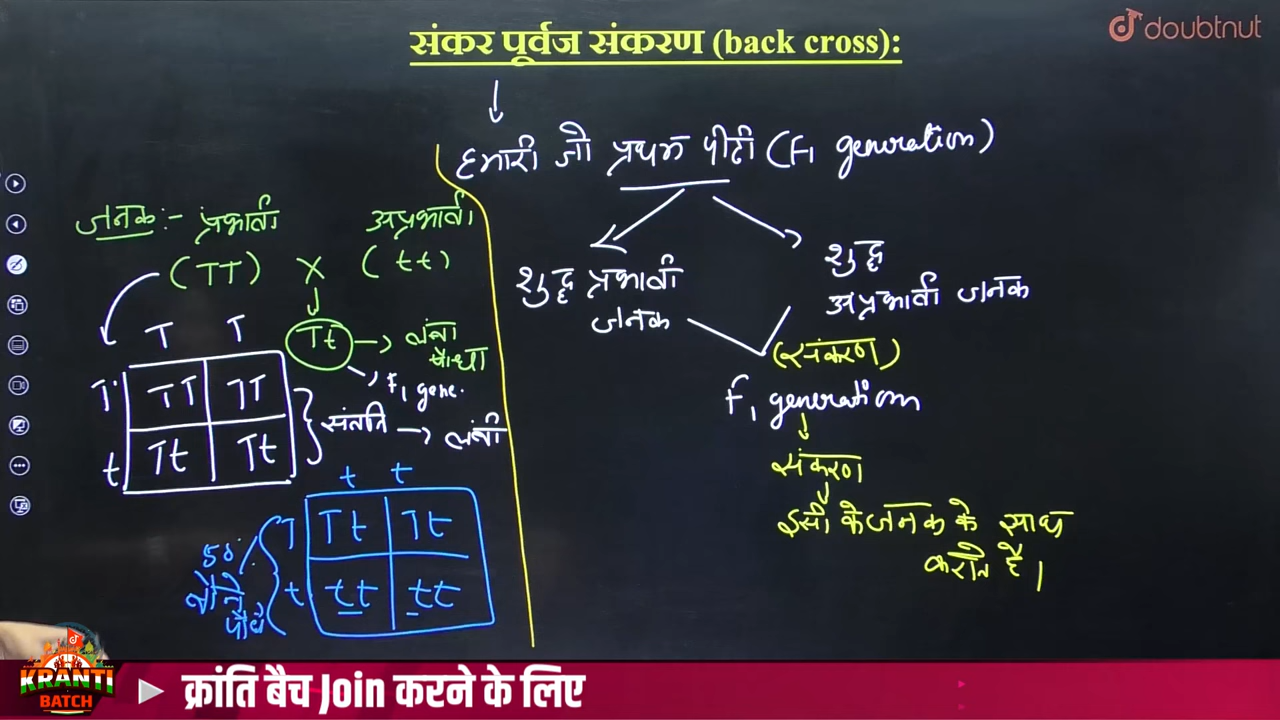 संकर पूर्वज संकरण (back cross):
doubtnut
हमारी जो प्रथम पीढी (F₁ generation)
शुद्ध प्रभावी
जनक
शुद्ध
अप्रभावी जनक
(संकरण)
F₁ generation
संकरण
इसी के जनक के साथ
कराते है।
जनक:- प्रभावी अप्रभावी
(TT) X (tt)
Tt → लंबा
पौधा
F₁ gene.
T T
T TT TT
t Tt Tt
संतति → लंबी
t t
T Tt Tt
t tt tt
50%
बौने
पौधे
KRANTI
BATCH
क्रांति बैच Join करने के लिए